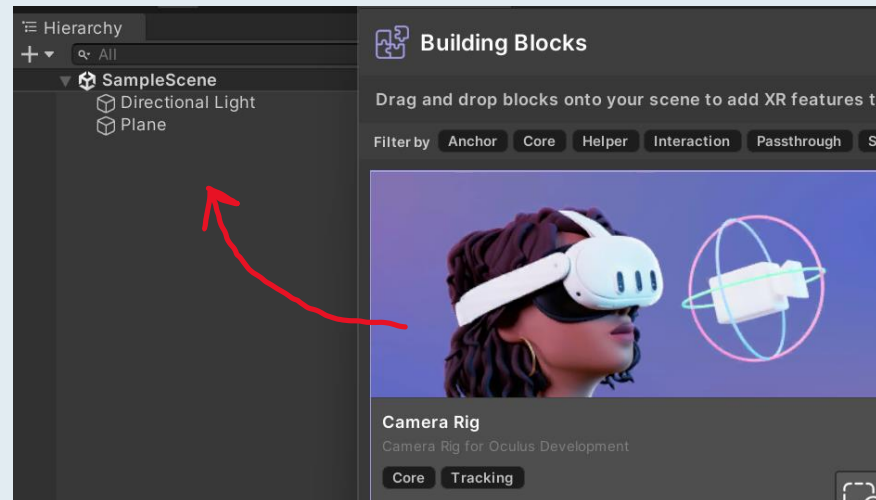 Hierarchy
All
SampleScene
Directional Light
Plane
Building Blocks
Drag and drop blocks onto your scene to add XR features t
Filter by Anchor Core Helper Interaction Passthrough S
Camera Rig
Camera Rig for Oculus Development
Core Tracking